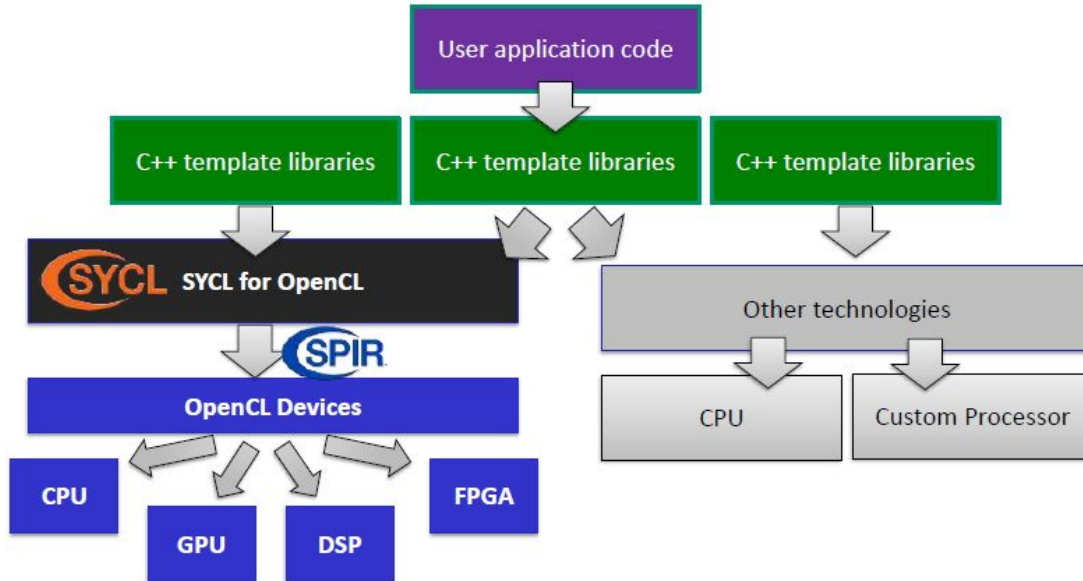 User application code
C++ template libraries
C++ template libraries
C++ template libraries
SYCL
SYCL for OpenCL
Other technologies
SPIR
OpenCL Devices
CPU
Custom Processor
CPU
GPU
DSP
FPGA